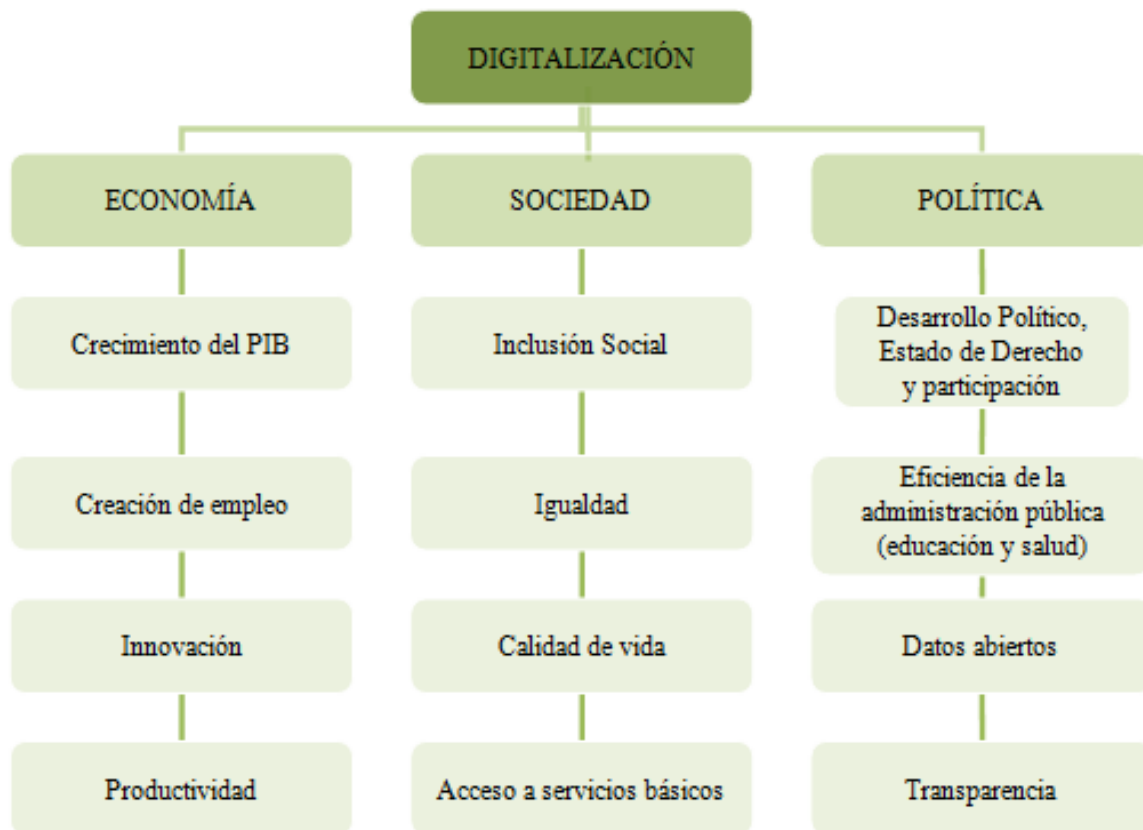 DIGITALIZACIÓN
ECONOMÍA
SOCIEDAD
POLÍTICA
Crecimiento del PIB
Inclusión Social
Desarrollo Político,
Estado de Derecho
y participación
Creación de empleo
Igualdad
Eficiencia de la
administración pública
(educación y salud)
Innovación
Calidad de vida
Datos abiertos
Productividad
Acceso a servicios básicos
Transparencia